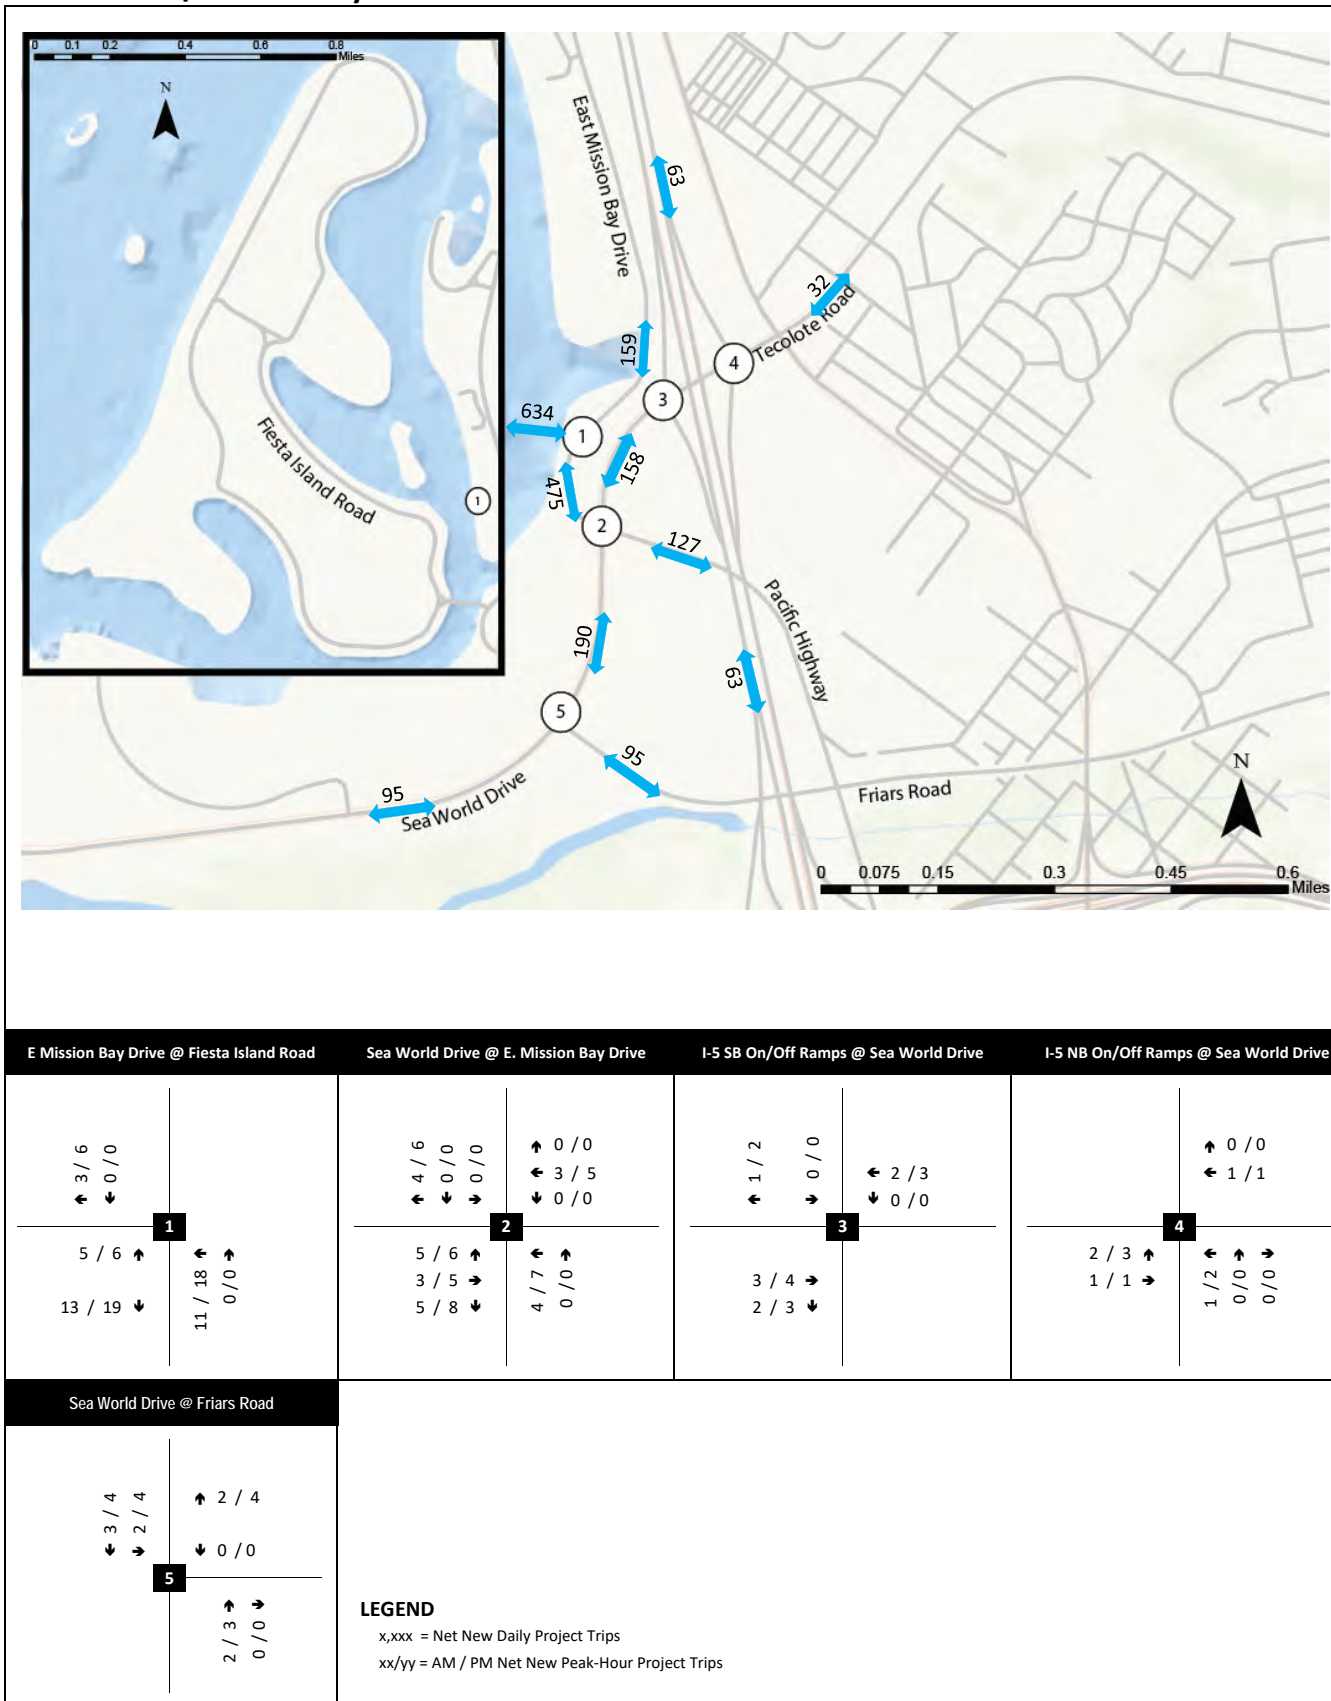 0 0.1 0.2 0.4 0.6 0.8
Miles
N
East Mission Bay Drive
63
32
Tecolote Road
159
4
3
634
1
158
475
Fiesta Island Road
1
2
127
Pacific Highway
190
63
5
95
95
Sea World Drive
Friars Road
N
0 0.075 0.15 0.3 0.45 0.6
Miles
E Mission Bay Drive @ Fiesta Island Road
3 / 6
0 / 0
1
5 / 6
13 / 19
11 / 18
0 / 0
Sea World Drive @ E. Mission Bay Drive
4 / 6
0 / 0
0 / 0
0 / 0
3 / 5
0 / 0
2
5 / 6
3 / 5
5 / 8
4 / 7
0 / 0
I-5 SB On/Off Ramps @ Sea World Drive
1 / 2
0 / 0
2 / 3
0 / 0
3
3 / 4
2 / 3
I-5 NB On/Off Ramps @ Sea World Drive
0 / 0
1 / 1
4
2 / 3
1 / 1
1 / 2
0 / 0
0 / 0
Sea World Drive @ Friars Road
3 / 4
2 / 4
2 / 4
0 / 0
5
2 / 3
0 / 0
LEGEND
x,xxx = Net New Daily Project Trips
xx/yy = AM / PM Net New Peak-Hour Project Trips